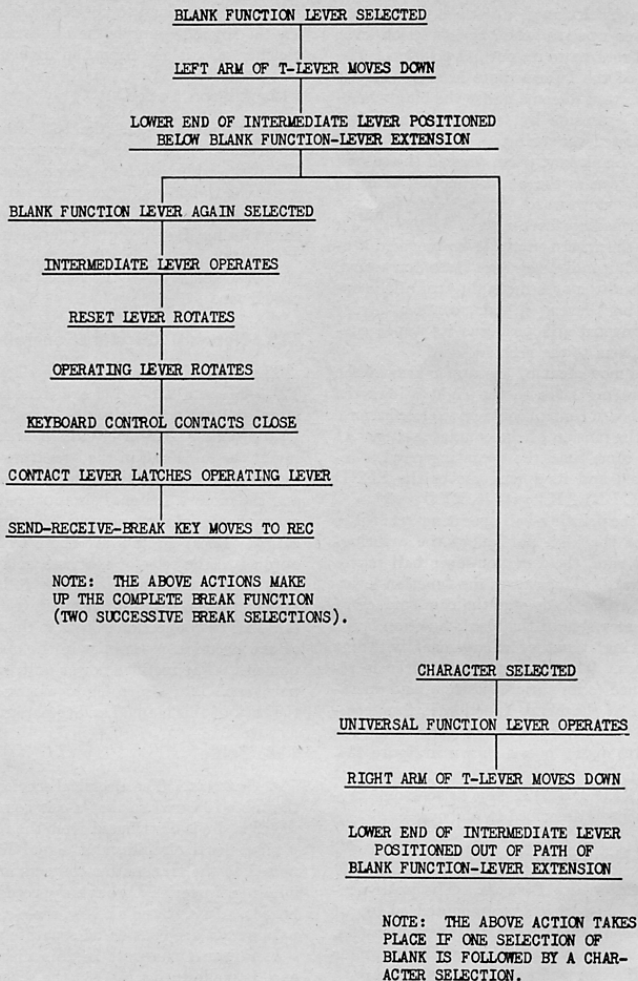 BLANK FUNCTION LEVER SELECTED
LEFT ARM OF T-LEVER MOVES DOWN
LOWER END OF INTERMEDIATE LEVER POSITIONED
BELOW BLANK FUNCTION-LEVER EXTENSION
BLANK FUNCTION LEVER AGAIN SELECTED
INTERMEDIATE LEVER OPERATES
RESET LEVER ROTATES
OPERATING LEVER ROTATES
KEYBOARD CONTROL CONTACTS CLOSE
CONTACT LEVER LATCHES OPERATING LEVER
SEND-RECEIVE-BREAK KEY MOVES TO REC
NOTE: THE ABOVE ACTIONS MAKE
UP THE COMPLETE BREAK FUNCTION
(TWO SUCCESSIVE BREAK SELECTIONS).
CHARACTER SELECTED
UNIVERSAL FUNCTION LEVER OPERATES
RIGHT ARM OF T-LEVER MOVES DOWN
LOWER END OF INTERMEDIATE LEVER
POSITIONED OUT OF PATH OF
BLANK FUNCTION-LEVER EXTENSION
NOTE: THE ABOVE ACTION TAKES
PLACE IF ONE SELECTION OF
BLANK IS FOLLOWED BY A CHAR-
ACTER SELECTION.